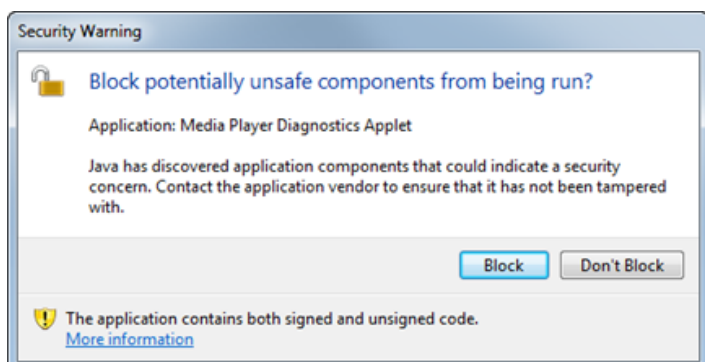 Security Warning
Block potentially unsafe components from being run?
Application: Media Player Diagnostics Applet
Java has discovered application components that could indicate a security
concern. Contact the application vendor to ensure that it has not been tampered
with.
Block
Don't Block
The application contains both signed and unsigned code.
More information